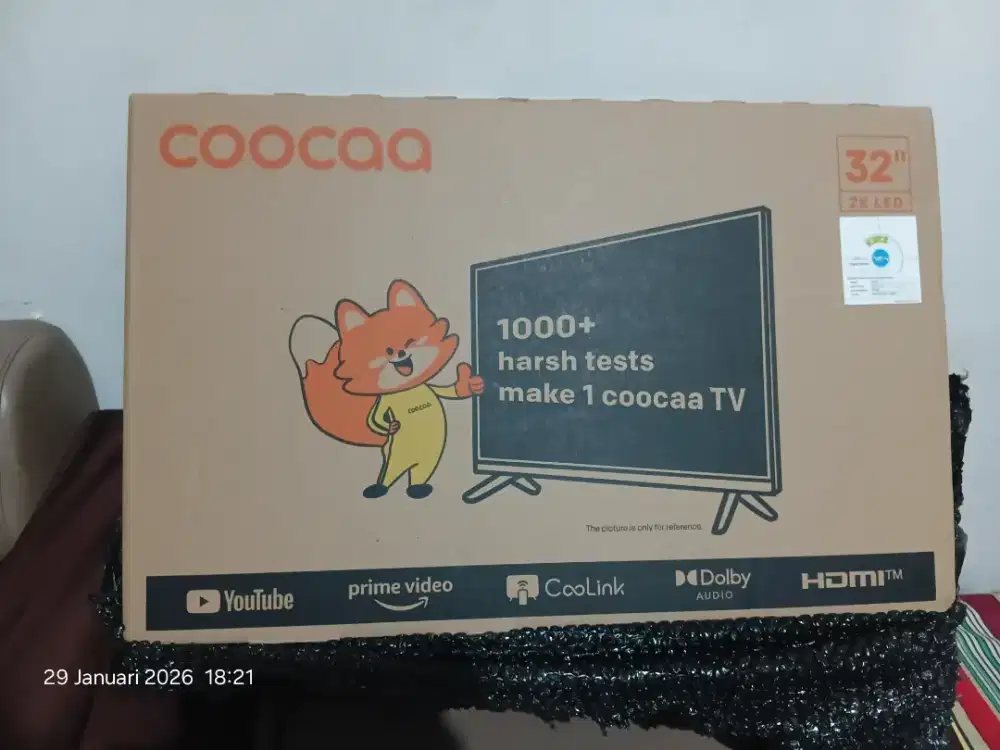 coocaa
32"
2K LED
1000+
harsh tests
make 1 coocaa TV
coocaa
The picture is only for reference.
YouTube
prime video
CooLink
Dolby
AUDIO
HDMI™
29 Januari 2026 18:21